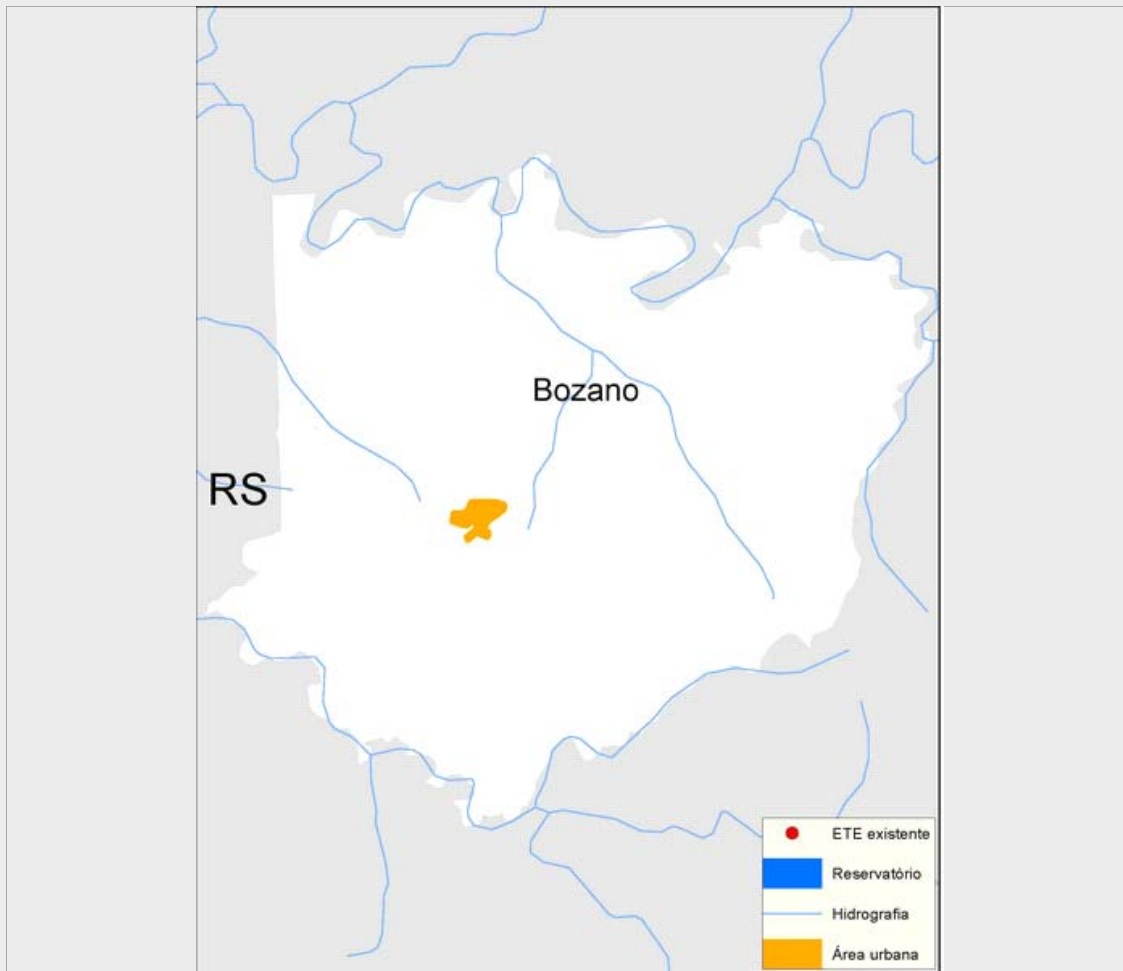 Bozano
RS
ETE existente
Reservatório
Hidrografia
Área urbana